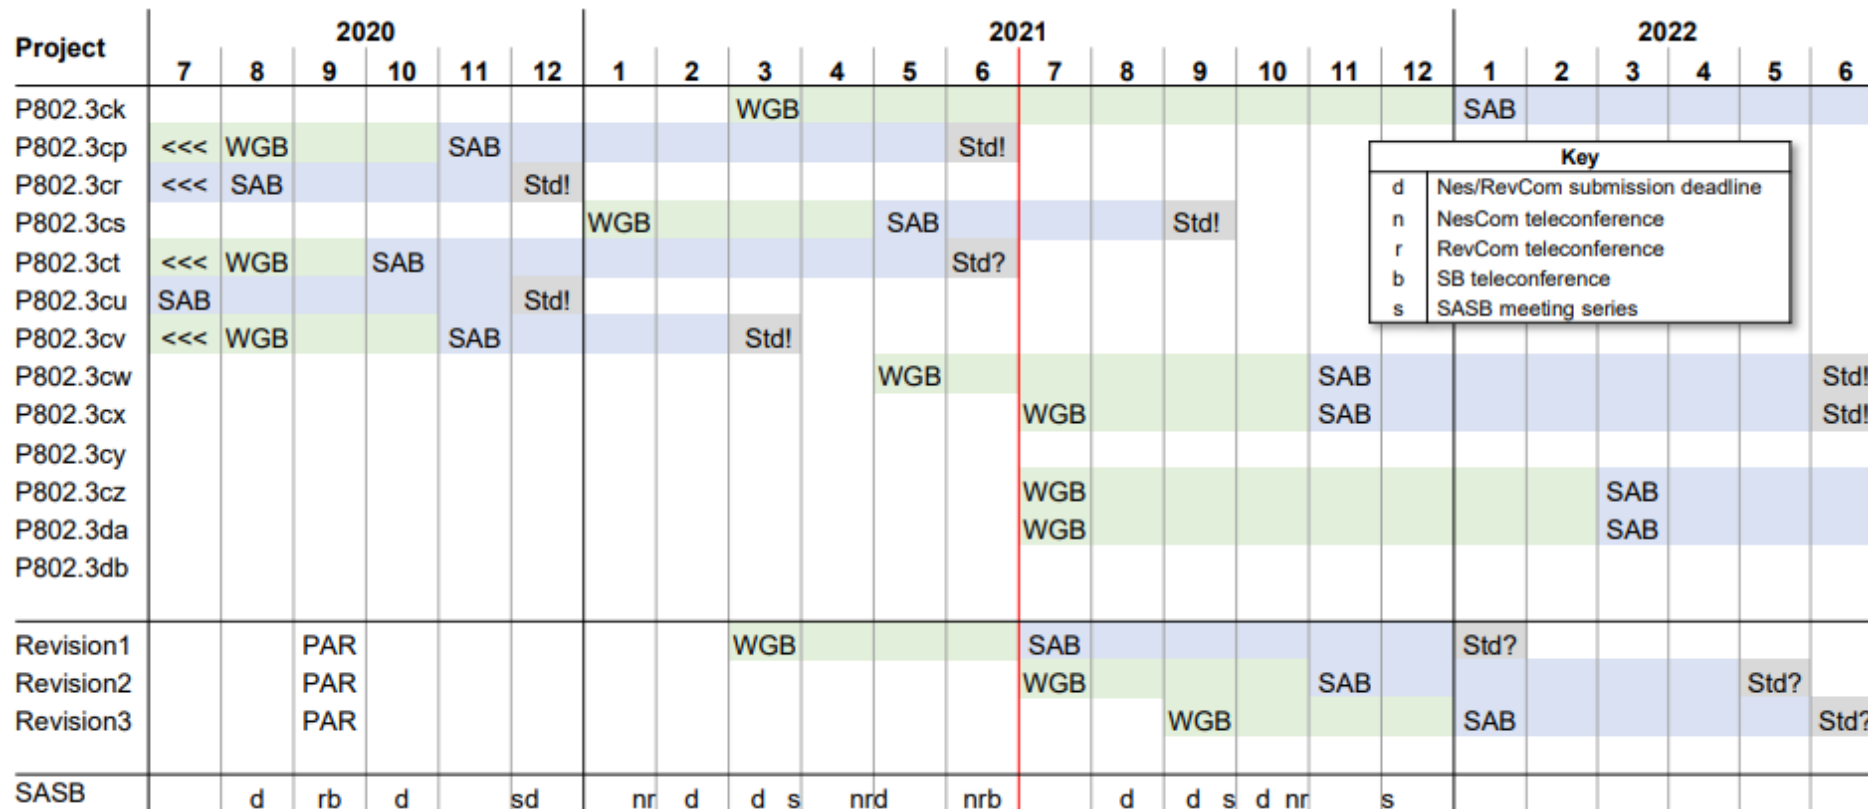 2020 2021 2022
Project 7 8 9 10 11 12 1 2 3 4 5 6 7 8 9 10 11 12 1 2 3 4 5 6
P802.3ck WGB SAB
P802.3cp <<< WGB SAB Std!
Key
P802.3cr <<< SAB Std!
d Nes/RevCom submission deadline
P802.3cs WGB SAB Std!
n NesCom teleconference
r RevCom teleconference
P802.3ct <<< WGB SAB Std?
b SB teleconference
P802.3cu SAB Std!
s SASB meeting series
P802.3cv <<< WGB SAB Std!
P802.3cw WGB SAB Std!
P802.3cx WGB SAB Std!
P802.3cy
P802.3cz WGB SAB
P802.3da WGB SAB
P802.3db
Revision1 PAR WGB SAB Std?
Revision2 PAR WGB SAB Std?
Revision3 PAR WGB SAB Std?
SASB d rb d sd nr d d s nrd nrb d d s d nr s